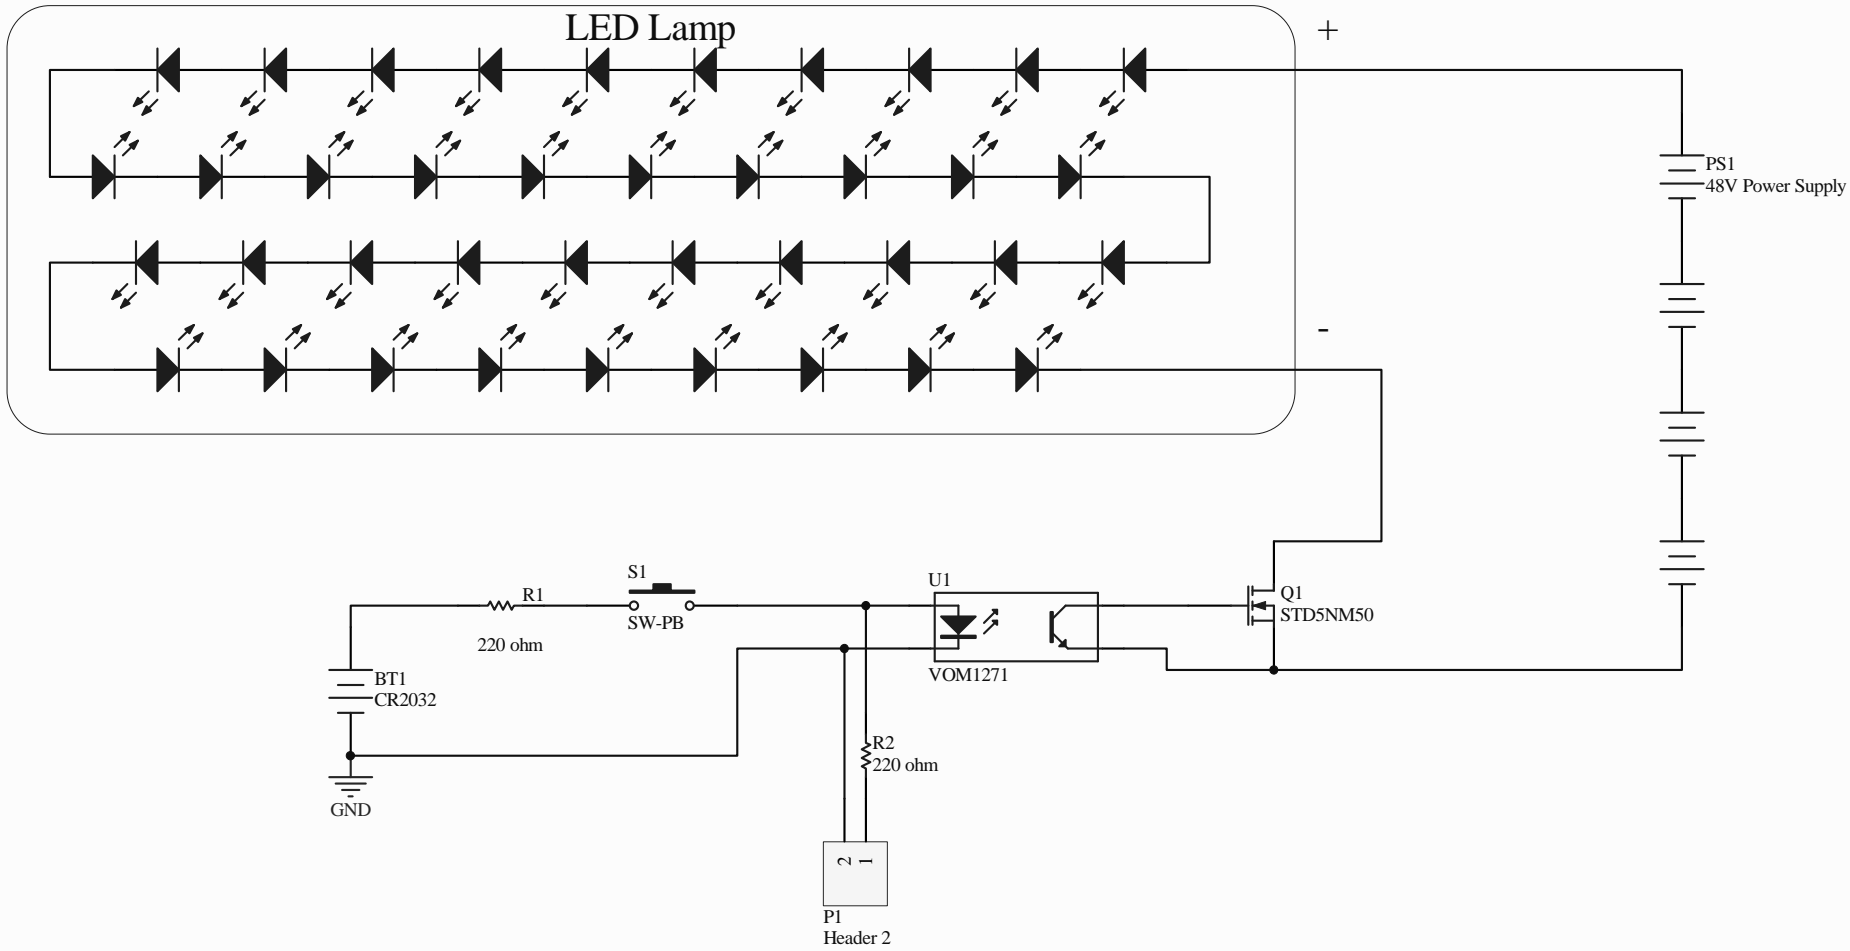 LED Lamp
+
PS1
48V Power Supply
-
S1
R1
SW-PB
220 ohm
U1
VOM1271
Q1
STD5NM50
BT1
CR2032
R2
220 ohm
GND
2
1
P1
Header 2